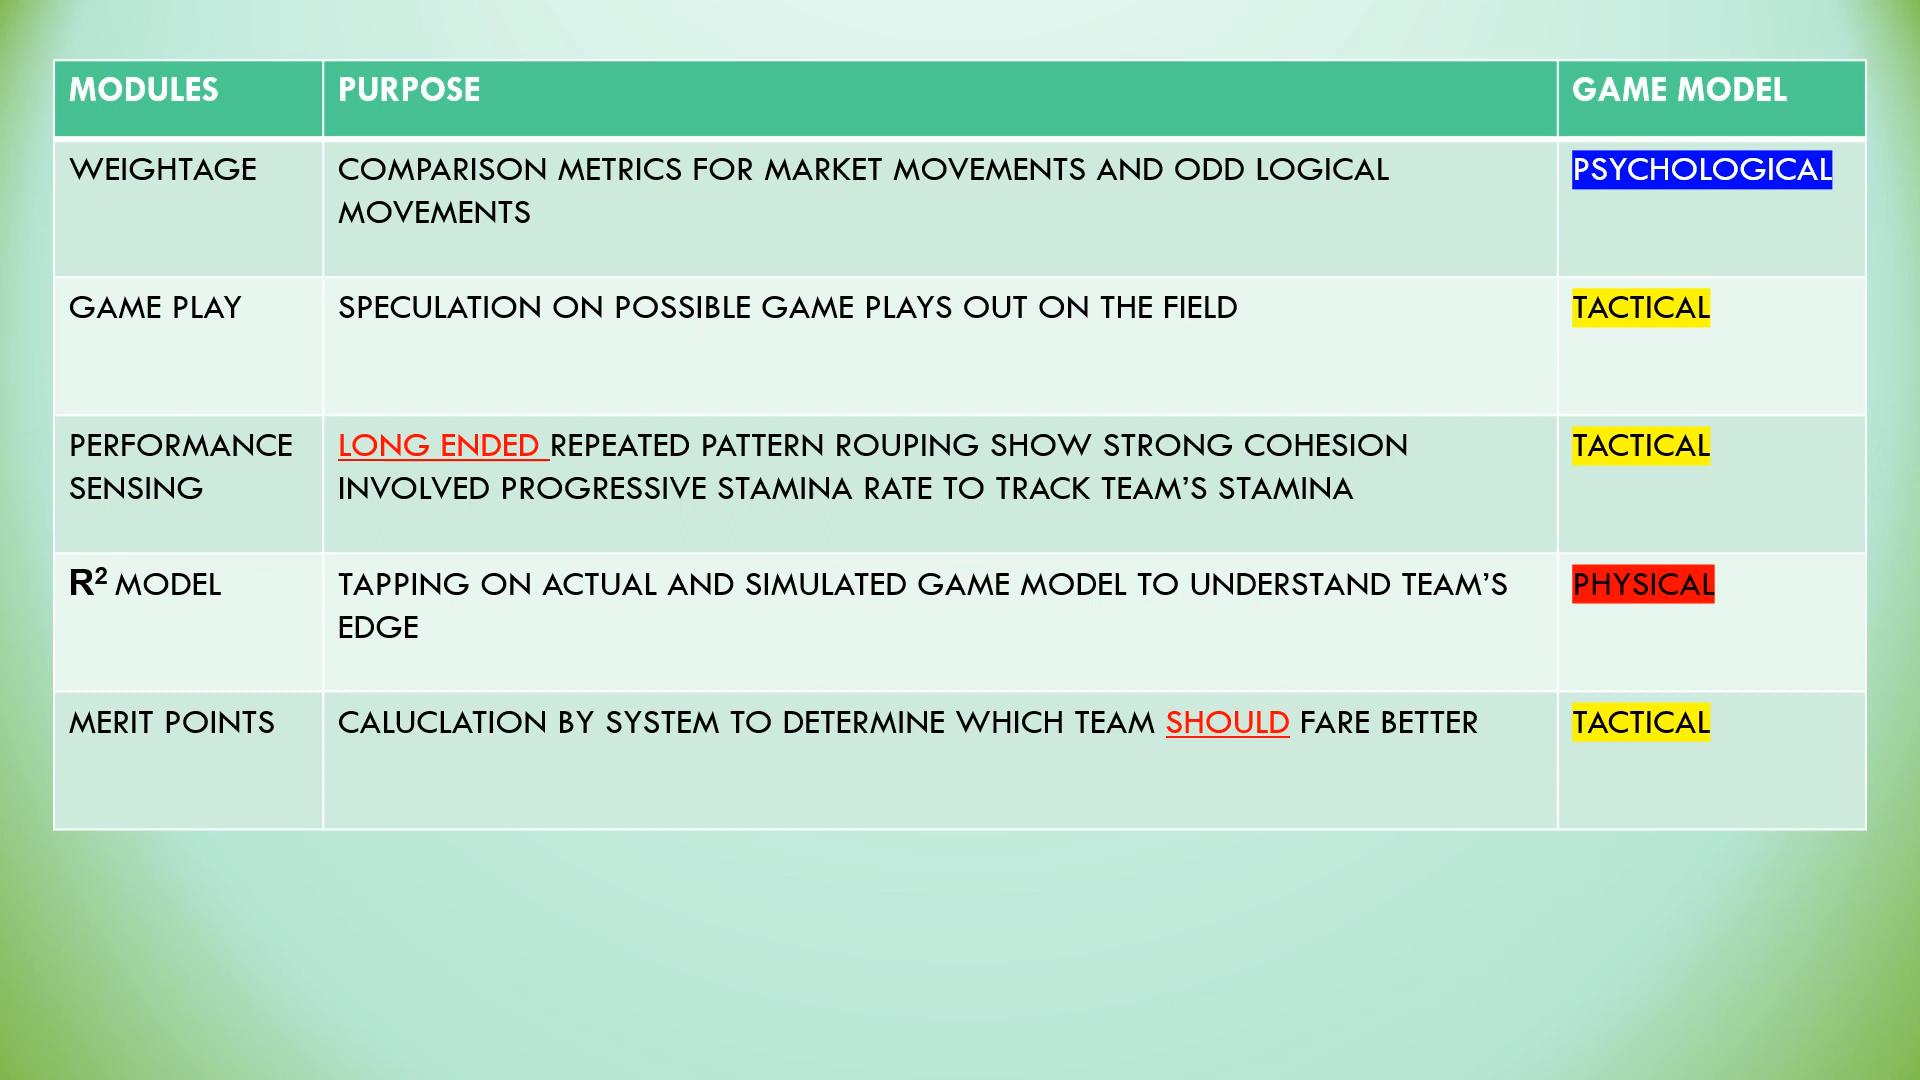 MODULES PURPOSE GAME MODEL
WEIGHTAGE COMPARISON METRICS FOR MARKET MOVEMENTS AND ODD LOGICAL PSYCHOLOGICAL
MOVEMENTS
GAME PLAY SPECULATION ON POSSIBLE GAME PLAYS OUT ON THE FIELD TACTICAL
PERFORMANCE LONG ENDED REPEATED PATTERN ROUPING SHOW STRONG COHESION TACTICAL
SENSING INVOLVED PROGRESSIVE STAMINA RATE TO TRACK TEAM’S STAMINA
R² MODEL TAPPING ON ACTUAL AND SIMULATED GAME MODEL TO UNDERSTAND TEAM’S PHYSICAL
EDGE
MERIT POINTS CALUCLATION BY SYSTEM TO DETERMINE WHICH TEAM SHOULD FARE BETTER TACTICAL